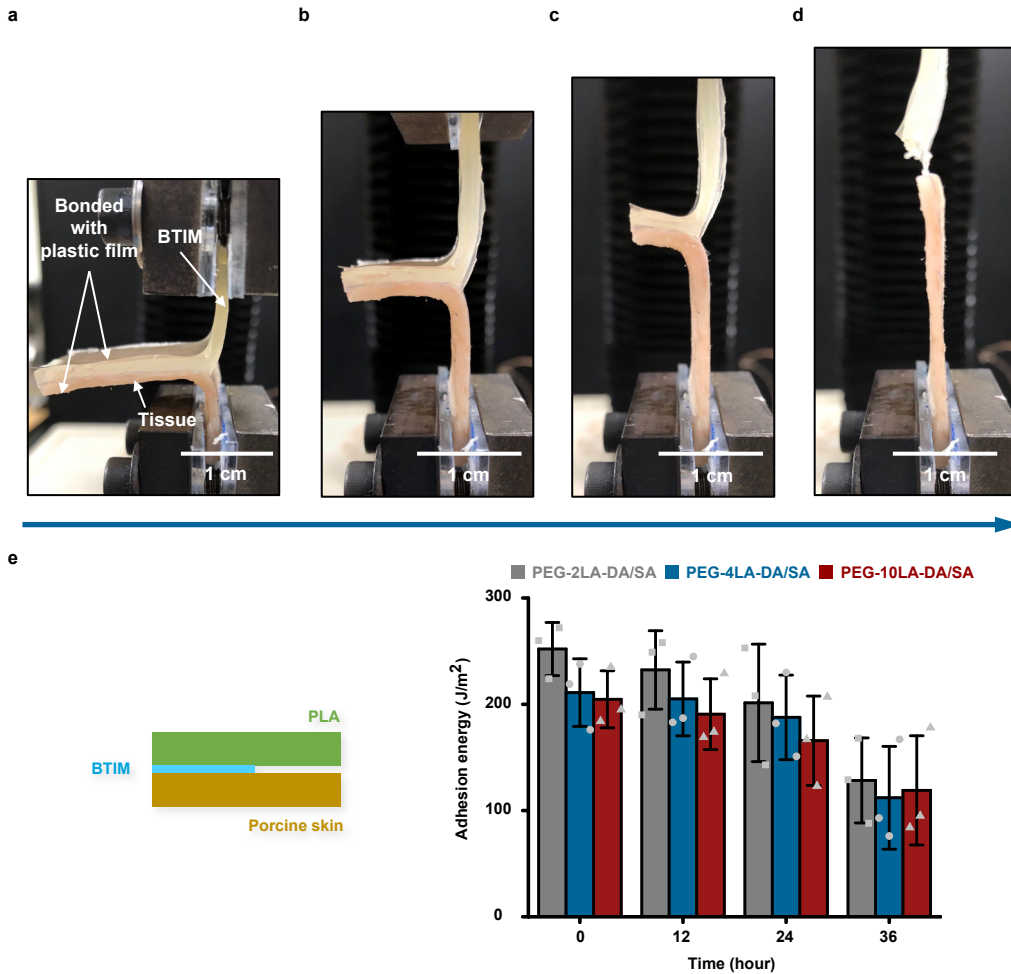 a
b
c
d
Bonded
with
plastic film
BTIM
Tissue
1 cm
1 cm
1 cm
1 cm
e
PLA
BTIM
Porcine skin
PEG-2LA-DA/SA PEG-4LA-DA/SA PEG-10LA-DA/SA
Adhesion energy (J/m²)
300
200
100
0
0 12 24 36
Time (hour)